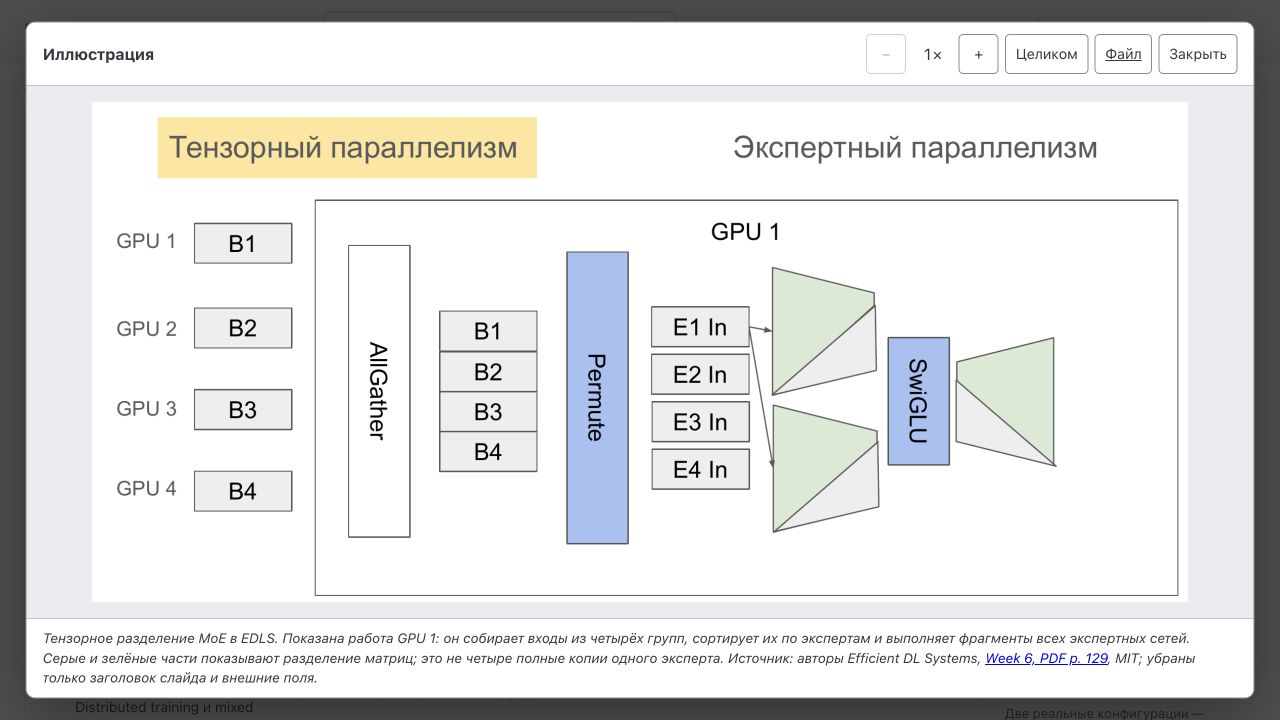 Иллюстрация
−
1×
+
Целиком
Файл
Закрыть
Тензорный параллелизм
Экспертный параллелизм
GPU 1
B1
GPU 2
B2
GPU 3
B3
GPU 4
B4
GPU 1
AllGather
B1
B2
B3
B4
Permute
E1 In
E2 In
E3 In
E4 In
SwiGLU
Тензорное разделение MoE в EDLS. Показана работа GPU 1: он собирает входы из четырёх групп, сортирует их по экспертам и выполняет фрагменты всех экспертных сетей.
Серые и зелёные части показывают разделение матриц; это не четыре полные копии одного эксперта. Источник: авторы Efficient DL Systems, Week 6, PDF p. 129, MIT; убраны
только заголовок слайда и внешние поля.
Distributed training и mixed
Две реальные конфигурации —